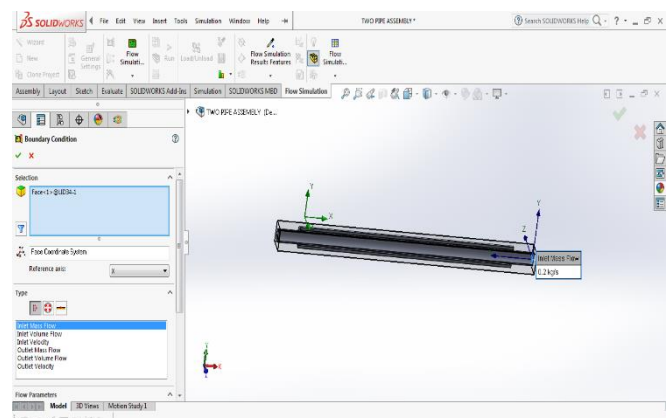 SOLIDWORKS
File Edit View Insert Tools Simulation Window Help
TWO PIPE ASSEMBLY *
Search SOLIDWORKS Help
Wizard
New
Clone Project
General Settings
Flow Simulati...
Run
Load/Unload
Flow Simulation Results Features
Flow Simulati...
Assembly Layout Sketch Evaluate SOLIDWORKS Add-Ins Simulation SOLIDWORKS MBD Flow Simulation
TWO PIPE ASSEMBLY (De...
Boundary Condition
Selection
Face<1>@LID34-1
Face Coordinate System
Reference axis: X
Type
Inlet Mass Flow
Inlet Volume Flow
Inlet Velocity
Outlet Mass Flow
Outlet Volume Flow
Outlet Velocity
Flow Parameters
Y
X
Y
Z
Inlet Mass Flow
0.2 kg/s
Model 3D Views Motion Study 1